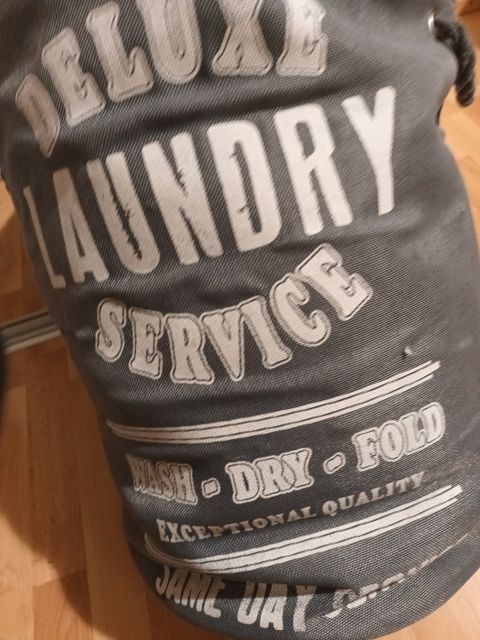 DELUXE
LAUNDRY
SERVICE
WASH - DRY - FOLD
EXCEPTIONAL QUALITY
SAME DAY